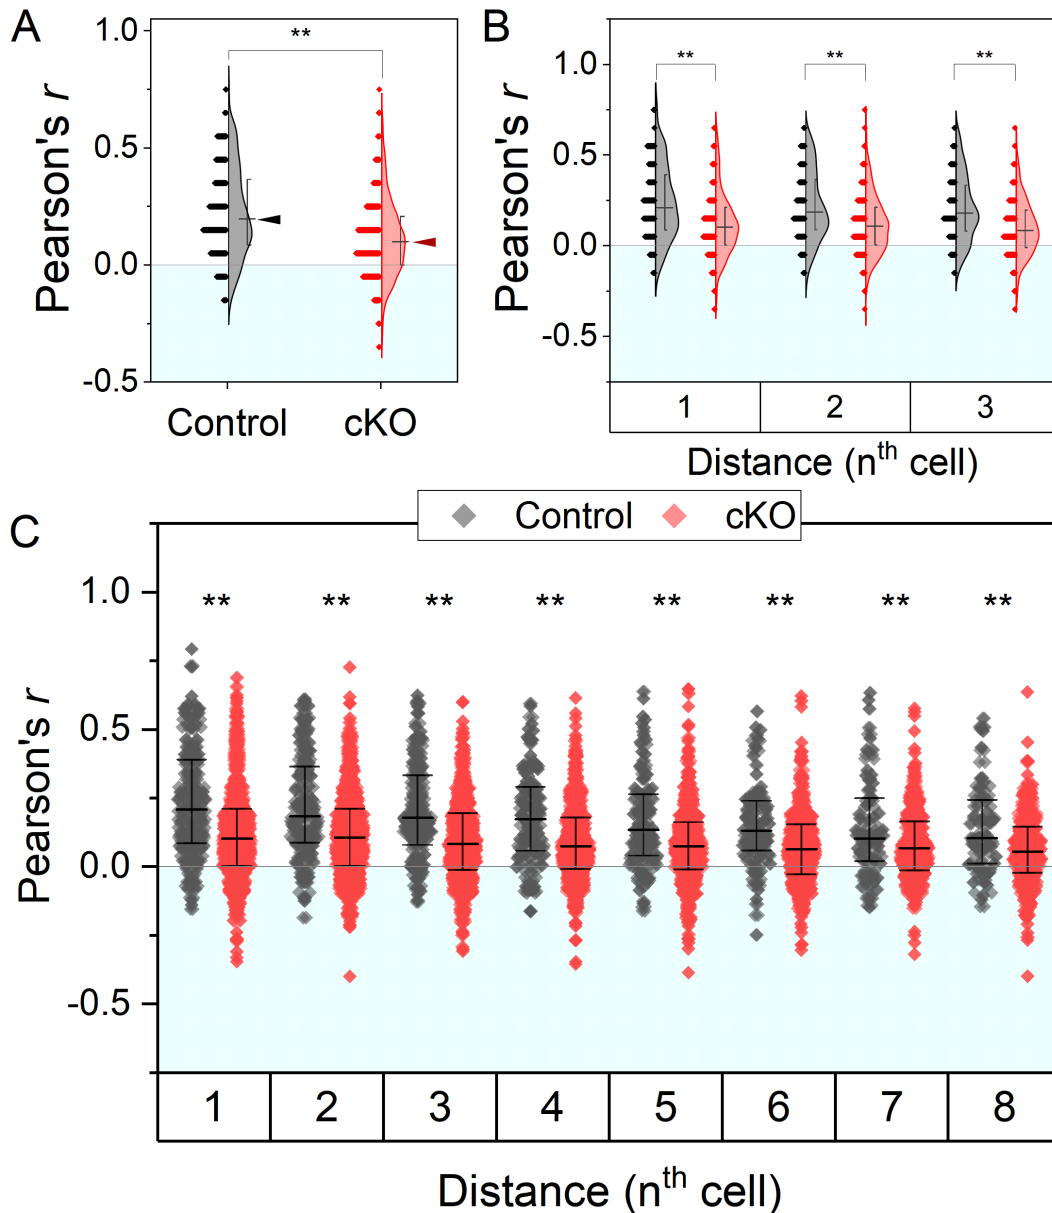 A
Pearson's r
1.0
0.5
0.0
-0.5
**
Control
cKO
B
Pearson's r
1.0
0.5
0.0
-0.5
** ** **
1 2 3
Distance (nth cell)
C
Control cKO
Pearson's r
1.0
0.5
0.0
-0.5
** ** ** ** ** ** ** **
1 2 3 4 5 6 7 8
Distance (nth cell)